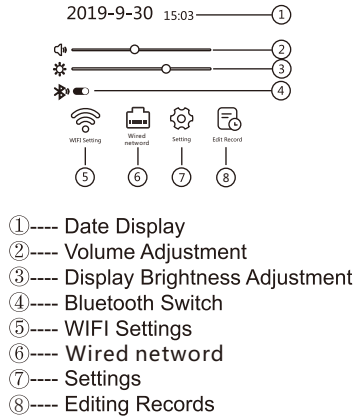 2019-9-30 15:03 ①
②
③
④
WIFI Setting Wired netword Setting Edit Record
⑤ ⑥ ⑦ ⑧
①---- Date Display
②---- Volume Adjustment
③---- Display Brightness Adjustment
④---- Bluetooth Switch
⑤---- WIFI Settings
⑥---- Wired network
⑦---- Settings
⑧---- Editing Records